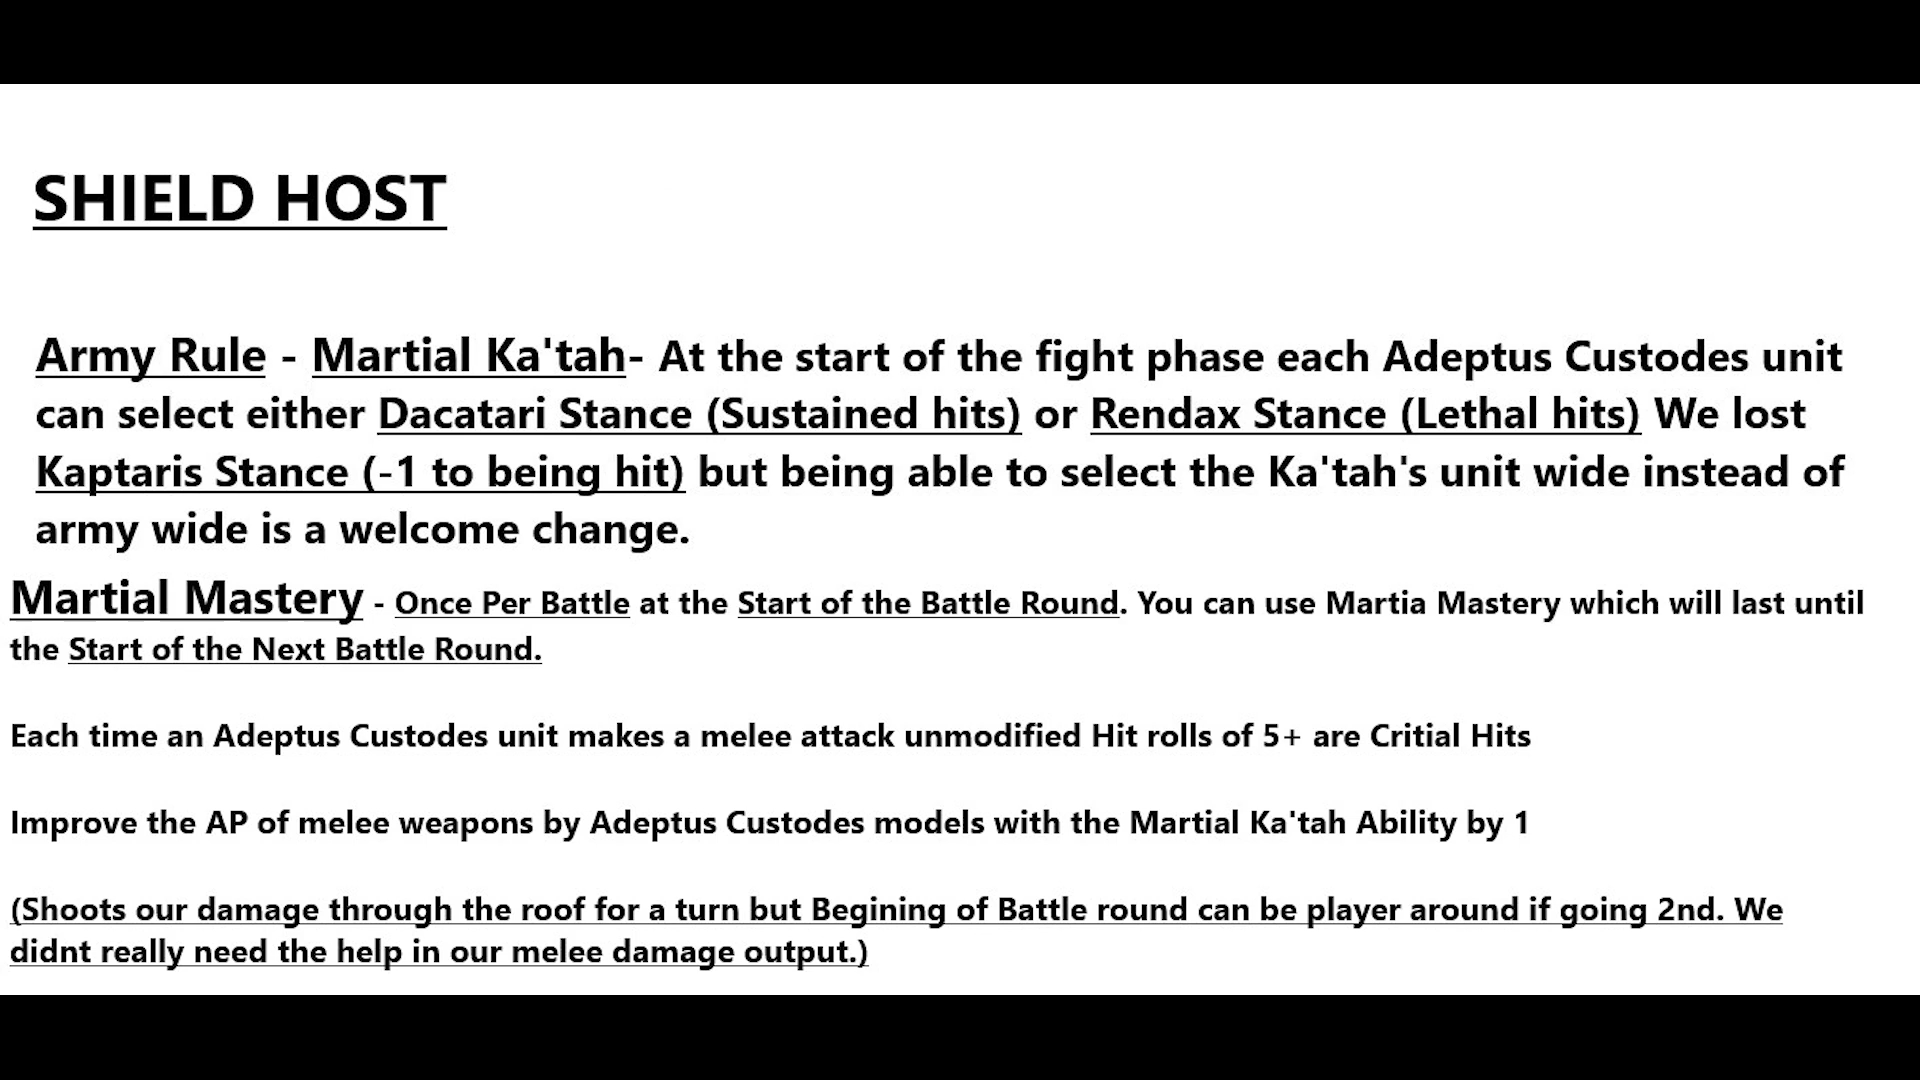 SHIELD HOST
Army Rule - Martial Ka'tah- At the start of the fight phase each Adeptus Custodes unit
can select either Dacatari Stance (Sustained hits) or Rendax Stance (Lethal hits) We lost
Kaptaris Stance (-1 to being hit) but being able to select the Ka'tah's unit wide instead of
army wide is a welcome change.
Martial Mastery - Once Per Battle at the Start of the Battle Round. You can use Martia Mastery which will last until
the Start of the Next Battle Round.
Each time an Adeptus Custodes unit makes a melee attack unmodified Hit rolls of 5+ are Critial Hits
Improve the AP of melee weapons by Adeptus Custodes models with the Martial Ka'tah Ability by 1
(Shoots our damage through the roof for a turn but Begining of Battle round can be player around if going 2nd. We
didnt really need the help in our melee damage output.)